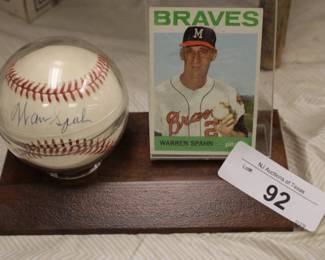 BRAVES
M
Braves
WARREN SPAHN
Warren Spahn
NJ Auctions of Texas
Lot#
92